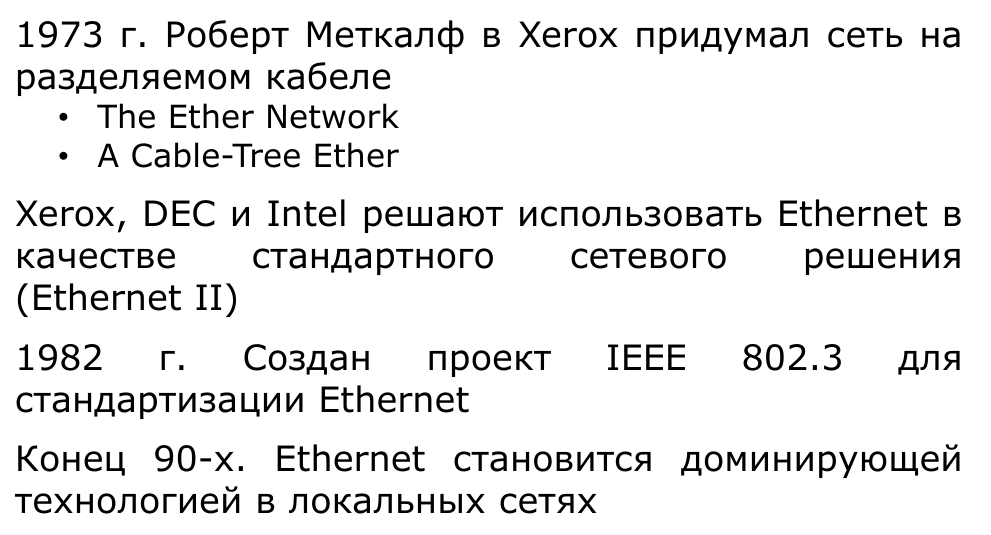 1973 г. Роберт Меткалф в Xerox придумал сеть на
разделяемом кабеле
• The Ether Network
• A Cable-Tree Ether
Xerox, DEC и Intel решают использовать Ethernet в
качестве стандартного сетевого решения
(Ethernet II)
1982 г. Создан проект IEEE 802.3 для
стандартизации Ethernet
Конец 90-х. Ethernet становится доминирующей
технологией в локальных сетях